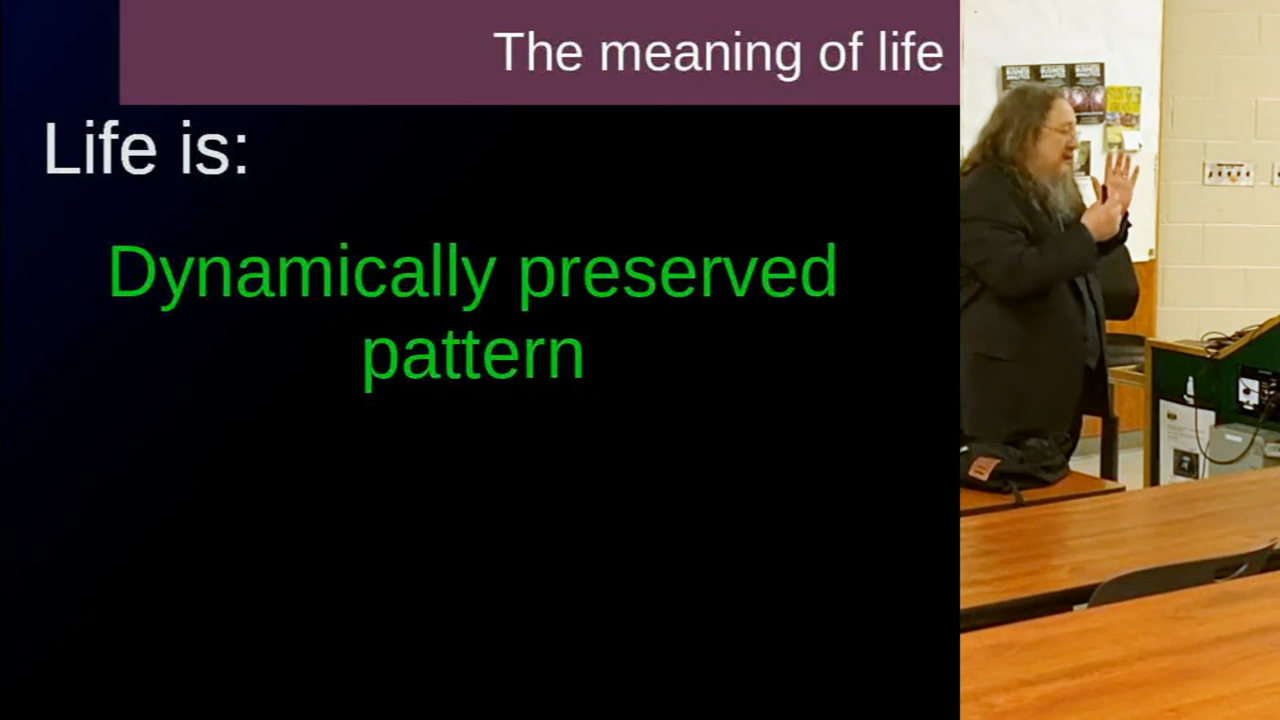 The meaning of life
Life is:
Dynamically preserved
pattern